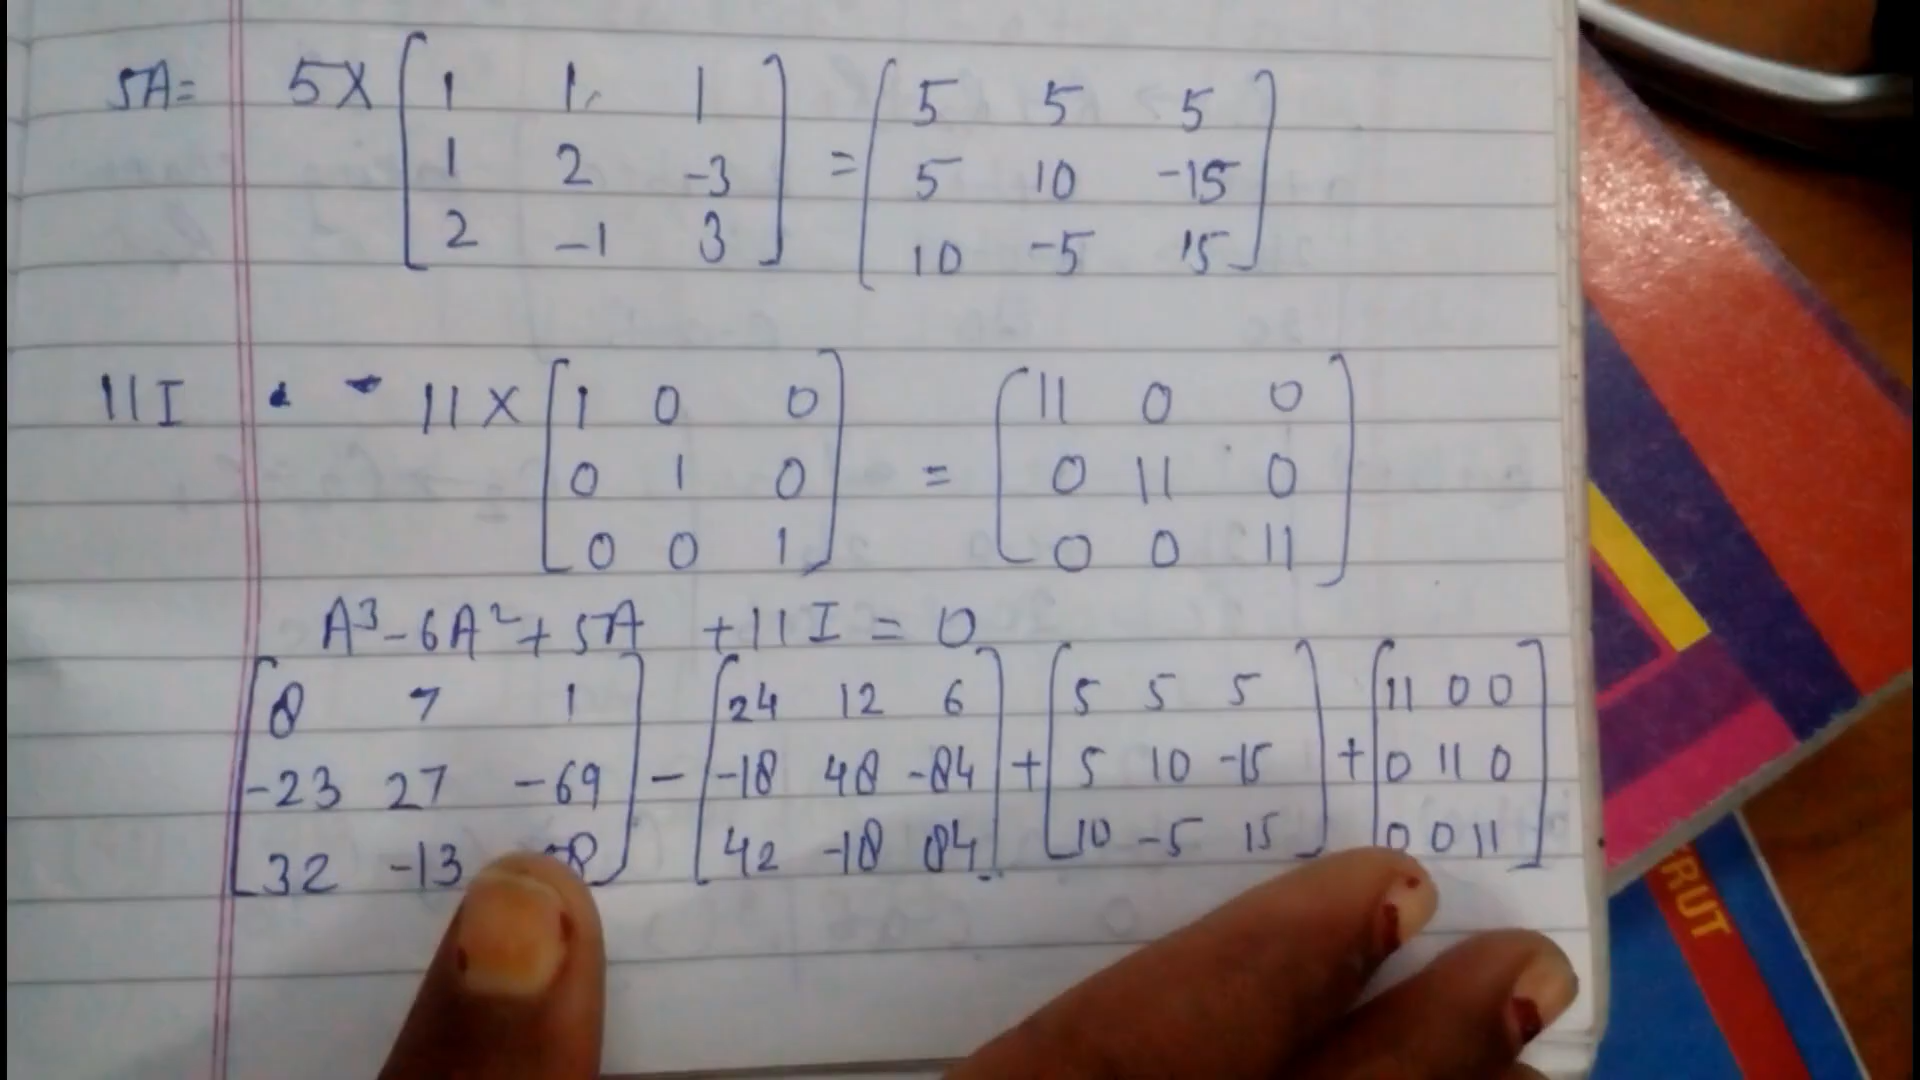 5A= 5X [1 1 1 = [5 5 5
1 2 -3 5 10 -15
2 -1 3] 10 -5 15]
11I 11X [1 0 0 = [11 0 0
0 1 0 0 11 0
0 0 1] 0 0 11]
A³-6A²+5A +11I = 0
[8 7 1 - [24 12 6 + [5 5 5 + [11 0 0
-23 27 -69 -18 48 -84 5 10 -15 0 11 0
32 -13 8] 42 -18 84] 10 -5 15] 0 0 11]
RUT